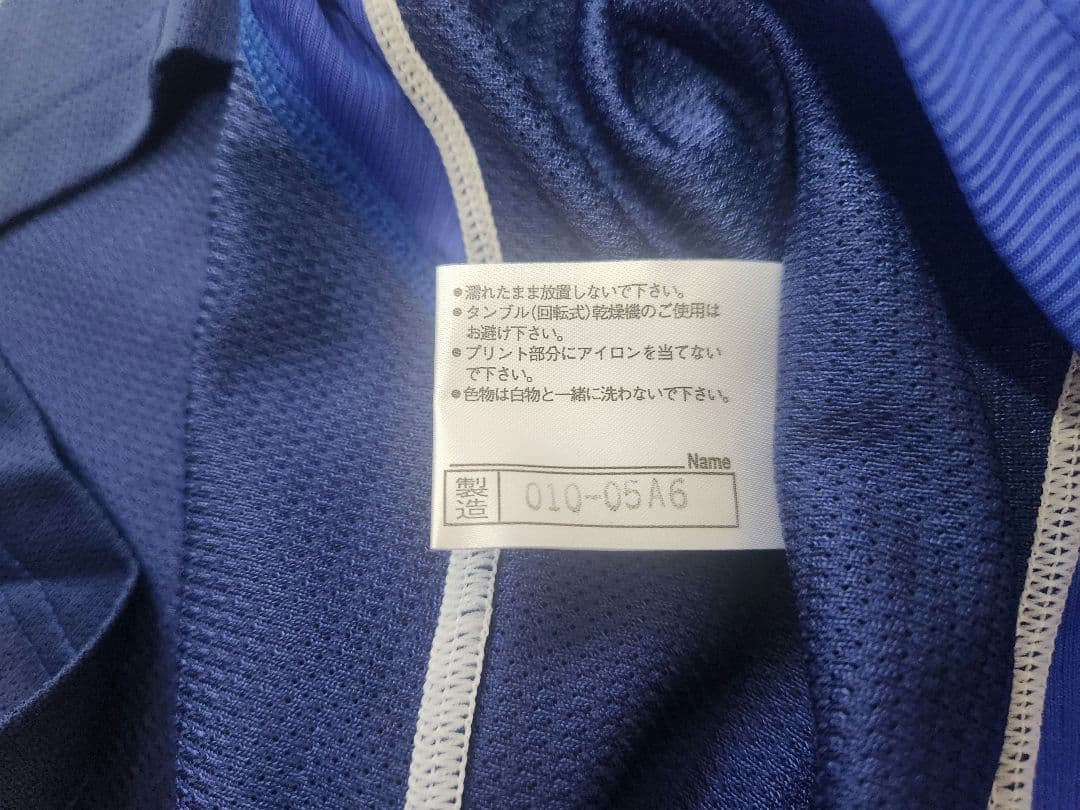 ●濡れたまま放置しないで下さい。
●タンブル(回転式)乾燥機のご使用は
お避け下さい。
●プリント部分にアイロンを当てない
で下さい。
●色物は白物と一緒に洗わないで下さい。
Name
製造 010-05A6